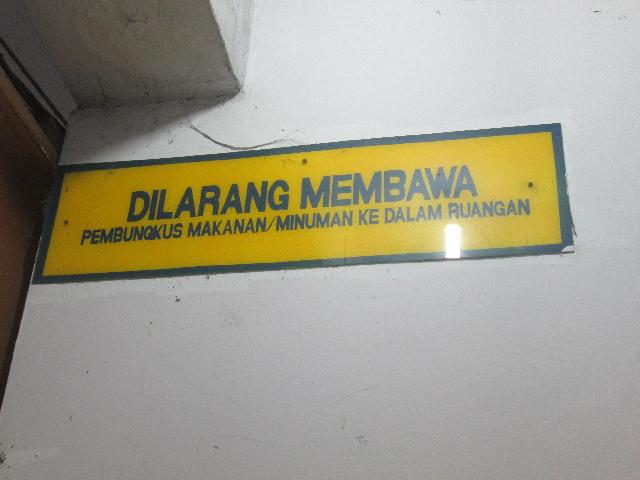 DILARANG MEMBAWA
PEMBUNGKUS MAKANAN/MINUMAN KE DALAM RUANGAN